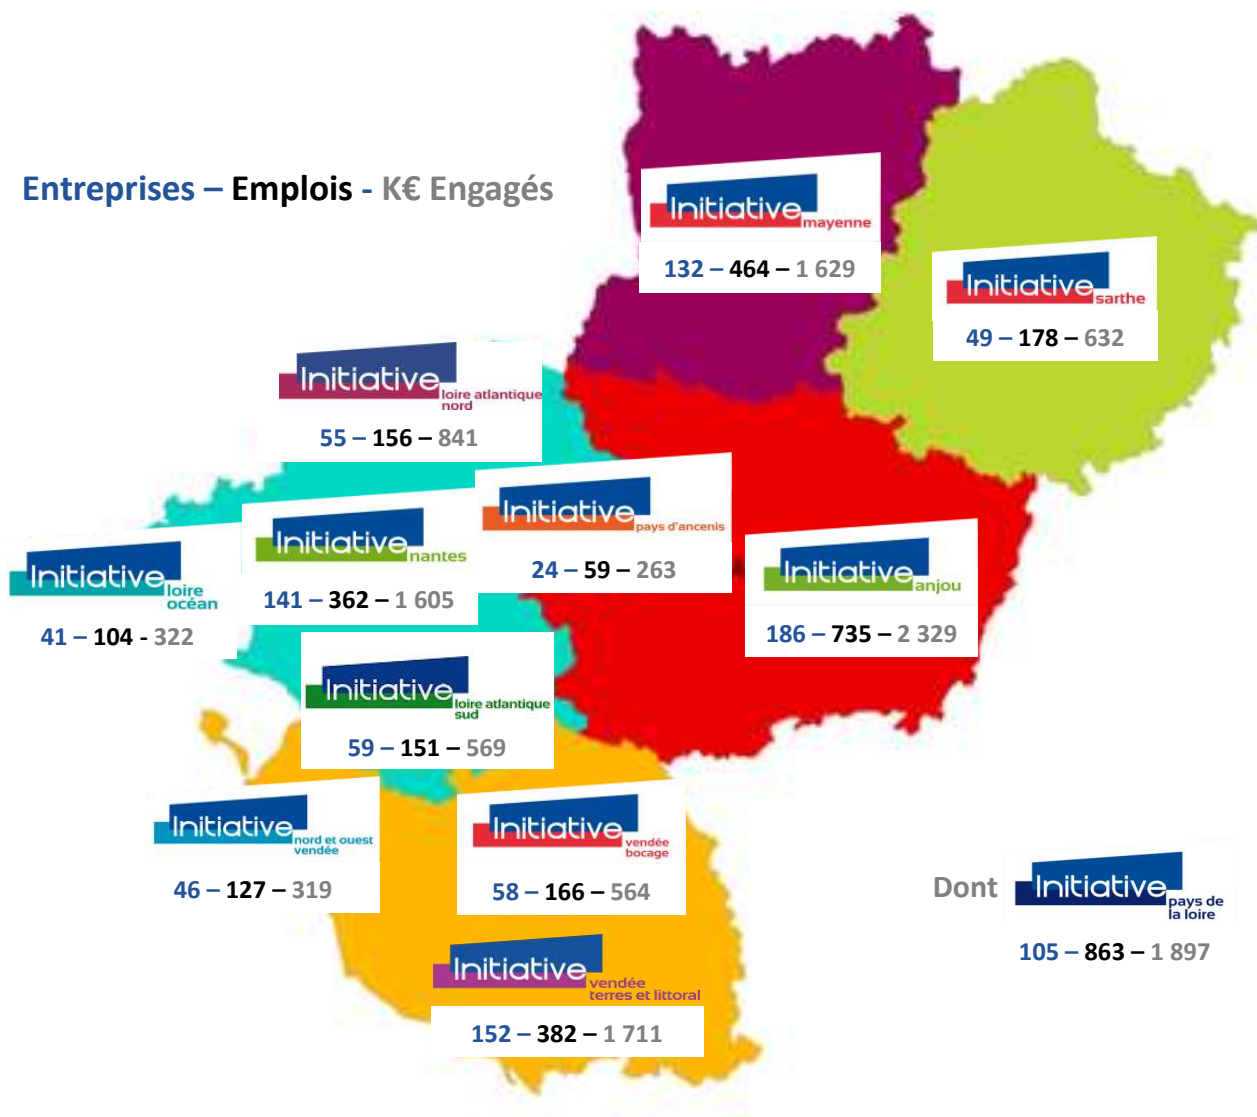 Entreprises – Emplois - K€ Engagés
Initiative
mayenne
132 – 464 – 1 629
Initiative
sarthe
49 – 178 – 632
Initiative
loire atlantique
nord
55 – 156 – 841
Initiative
pays d'ancenis
24 – 59 – 263
Initiative
nantes
141 – 362 – 1 605
Initiative
loire
océan
41 – 104 - 322
Initiative
anjou
186 – 735 – 2 329
Initiative
loire atlantique
sud
59 – 151 – 569
Initiative
nord et ouest
vendée
46 – 127 – 319
Initiative
vendée
bocage
58 – 166 – 564
Dont
Initiative
pays de
la loire
105 – 863 – 1 897
Initiative
vendée
terres et littoral
152 – 382 – 1 711